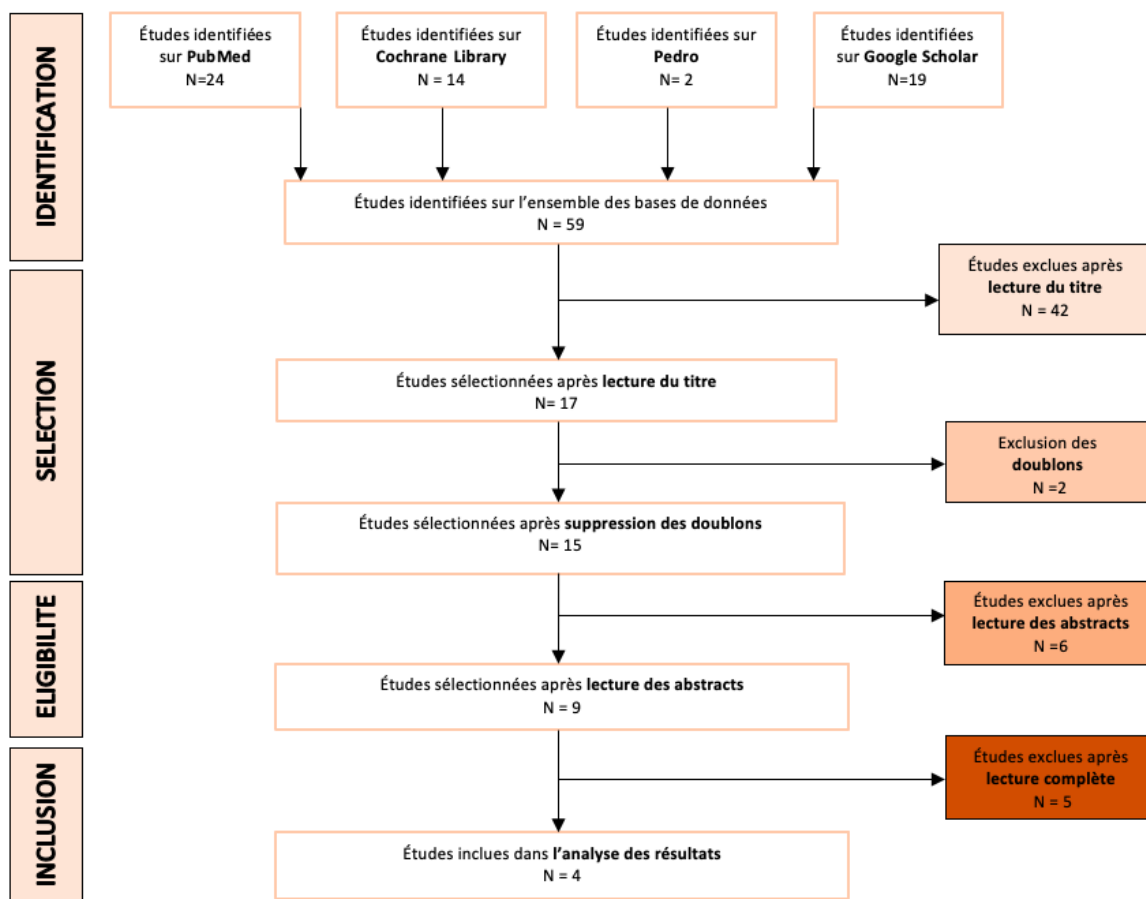 IDENTIFICATION
Études identifiées
sur PubMed
N=24
Études identifiées sur
Cochrane Library
N = 14
Études identifiées sur
Pedro
N= 2
Études identifiées
sur Google Scholar
N=19
Études identifiées sur l'ensemble des bases de données
N = 59
SELECTION
Études exclues après
lecture du titre
N = 42
Études sélectionnées après lecture du titre
N= 17
Exclusion des
doublons
N =2
Études sélectionnées après suppression des doublons
N= 15
ELIGIBILITE
Études exclues après
lecture des abstracts
N =6
Études sélectionnées après lecture des abstracts
N = 9
INCLUSION
Études exclues après
lecture complète
N = 5
Études inclues dans l'analyse des résultats
N = 4